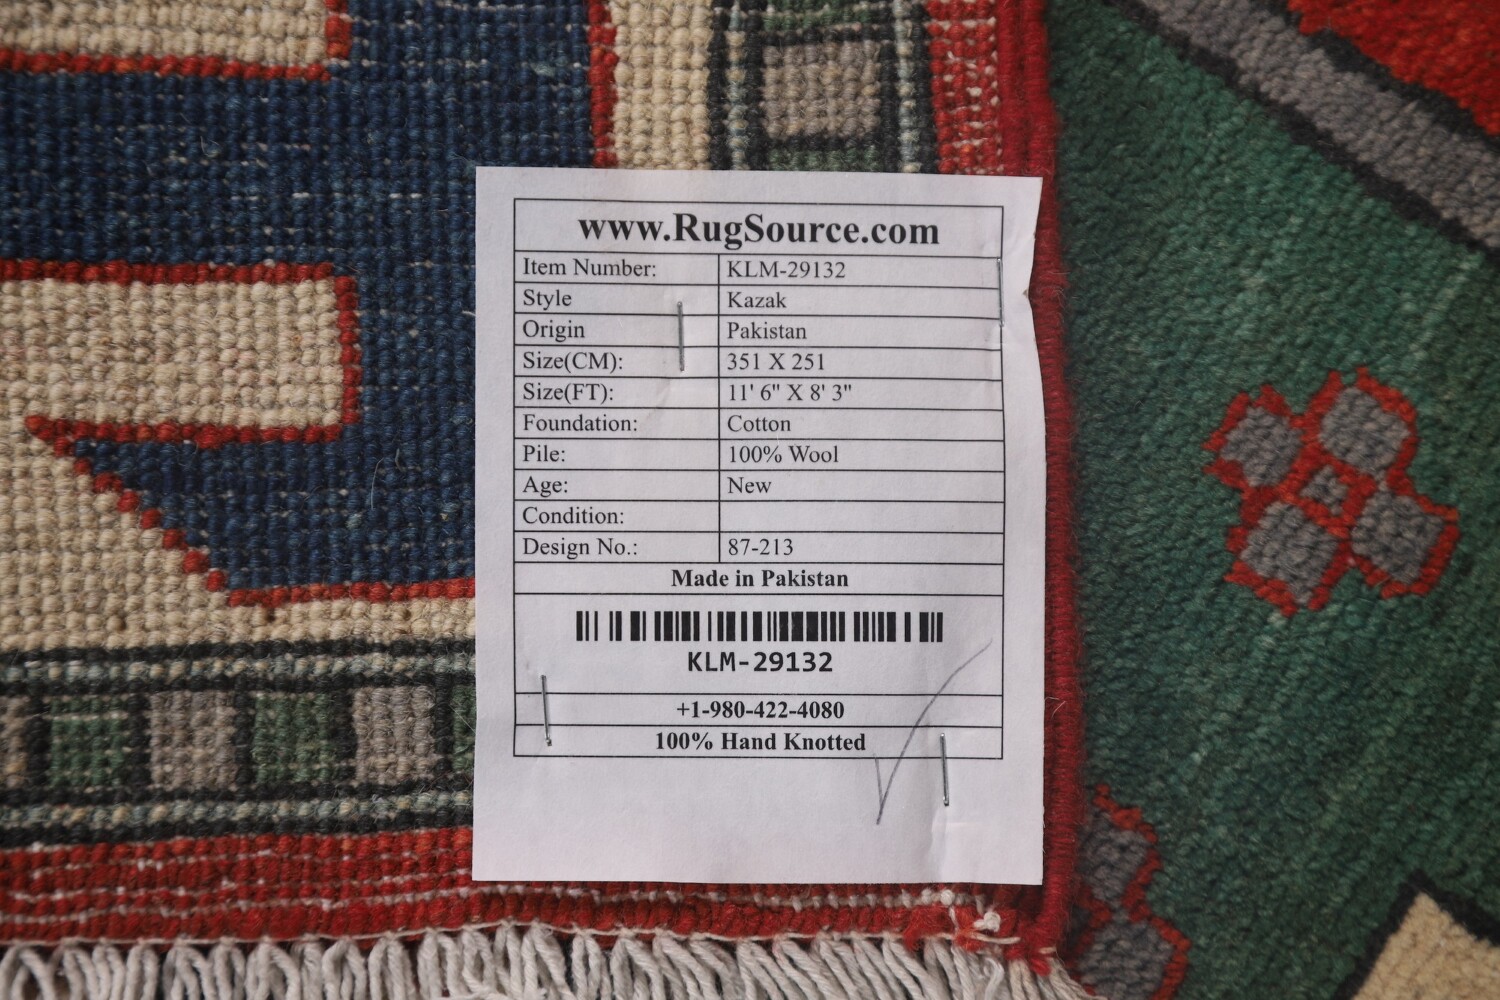 www.RugSource.com
Item Number: KLM-29132
Style Kazak
Origin Pakistan
Size(CM): 351 X 251
Size(FT): 11' 6" X 8' 3"
Foundation: Cotton
Pile: 100% Wool
Age: New
Condition:
Design No.: 87-213
Made in Pakistan
KLM-29132
+1-980-422-4080
100% Hand Knotted